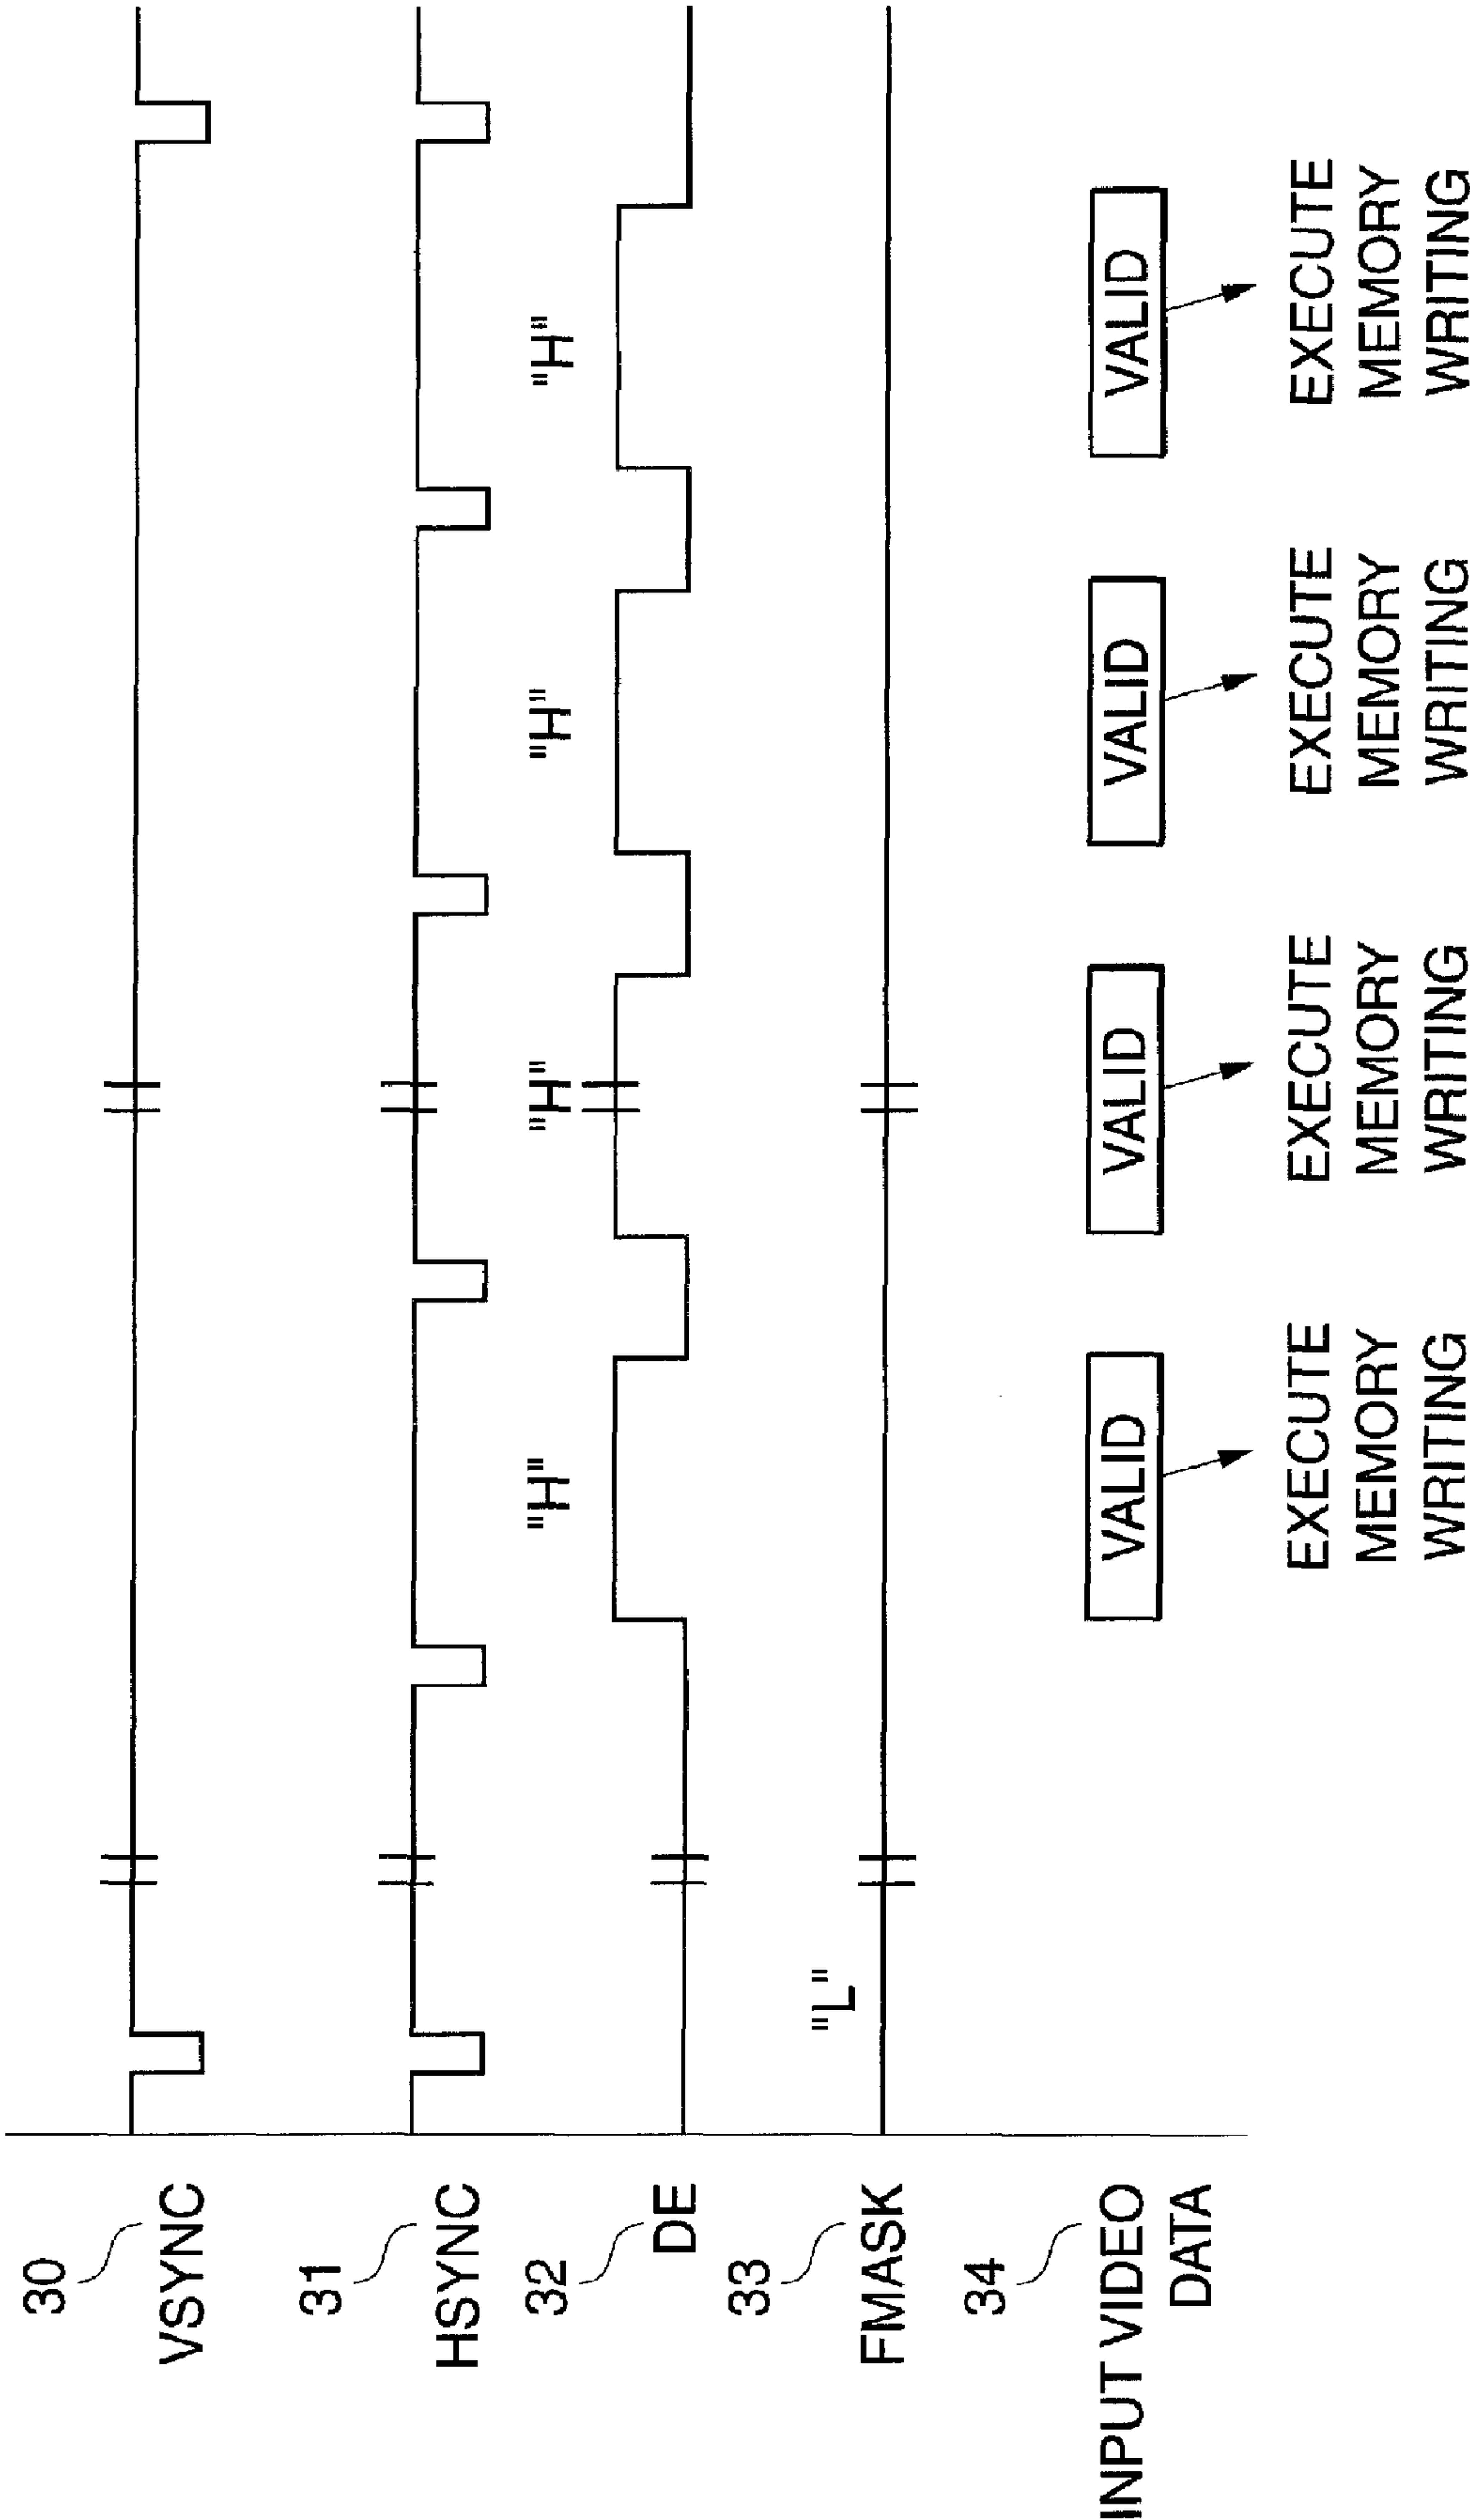 30
VSYNC
31
HSYNC
32
DE
"H"
"H"
"H"
"H"
33
FMASK
"L"
34
INPUT VIDEO
DATA
VALID
VALID
VALID
VALID
EXECUTE
MEMORY
WRITING
EXECUTE
MEMORY
WRITING
EXECUTE
MEMORY
WRITING
EXECUTE
MEMORY
WRITING